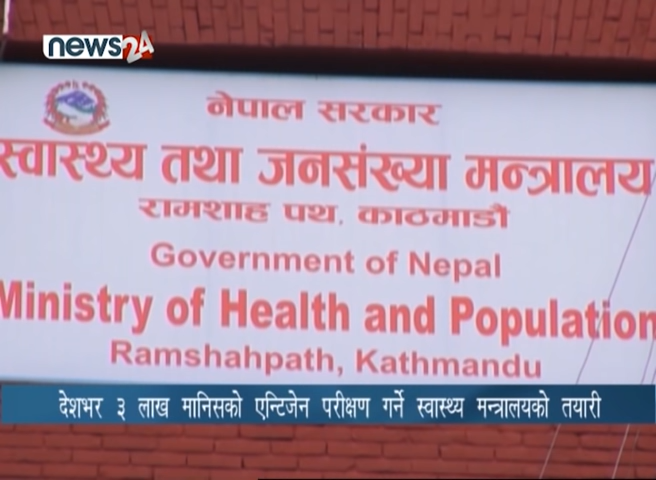 news24
नेपाल सरकार
स्वास्थ्य तथा जनसंख्या मन्त्रालय
रामशाह पथ, काठमाडौ
Government of Nepal
Ministry of Health and Population
Ramshahpath, Kathmandu
देशभर ३ लाख मानिसको एन्टिजेन परीक्षण गर्ने स्वास्थ्य मन्त्रालयको तयारी